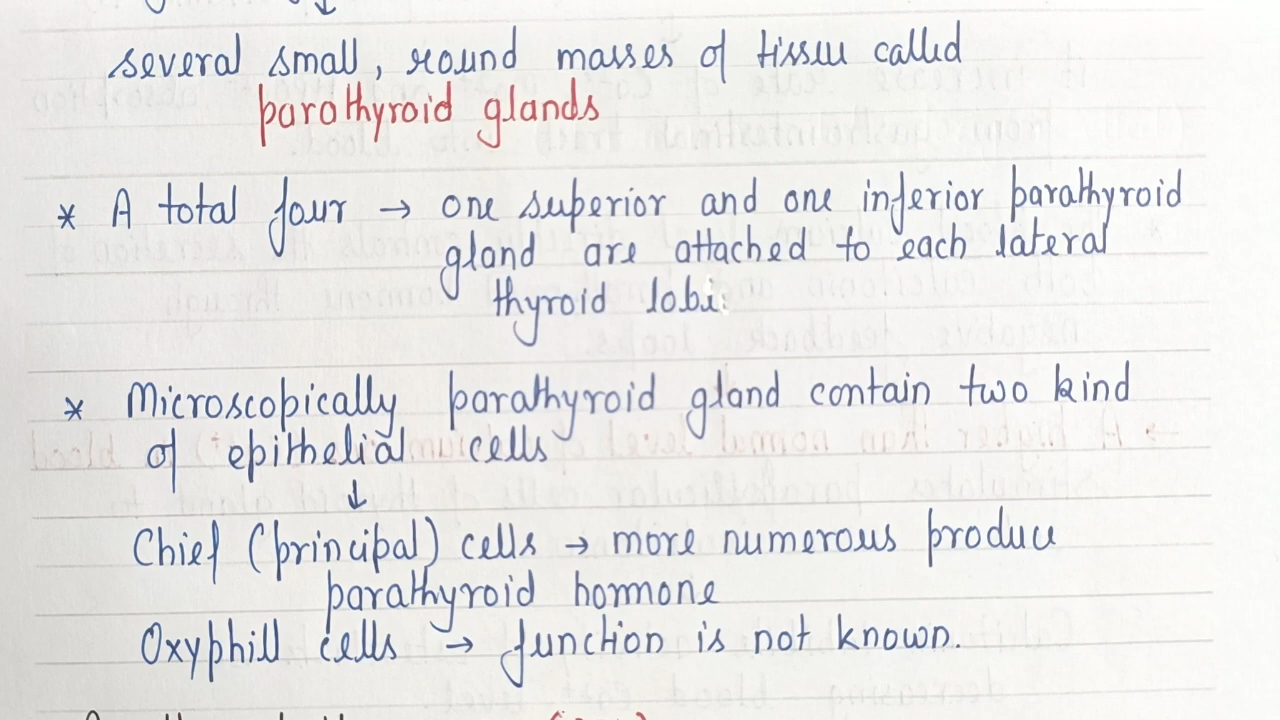 several small, round masses of tissue called
parathyroid glands
* A total four → one superior and one inferior parathyroid
gland are attached to each lateral
thyroid lobe
* Microscopically parathyroid gland contain two kind
of epithelial cells
↓
Chief (principal) cells → more numerous produce
parathyroid hormone
Oxyphill cells → function is not known.